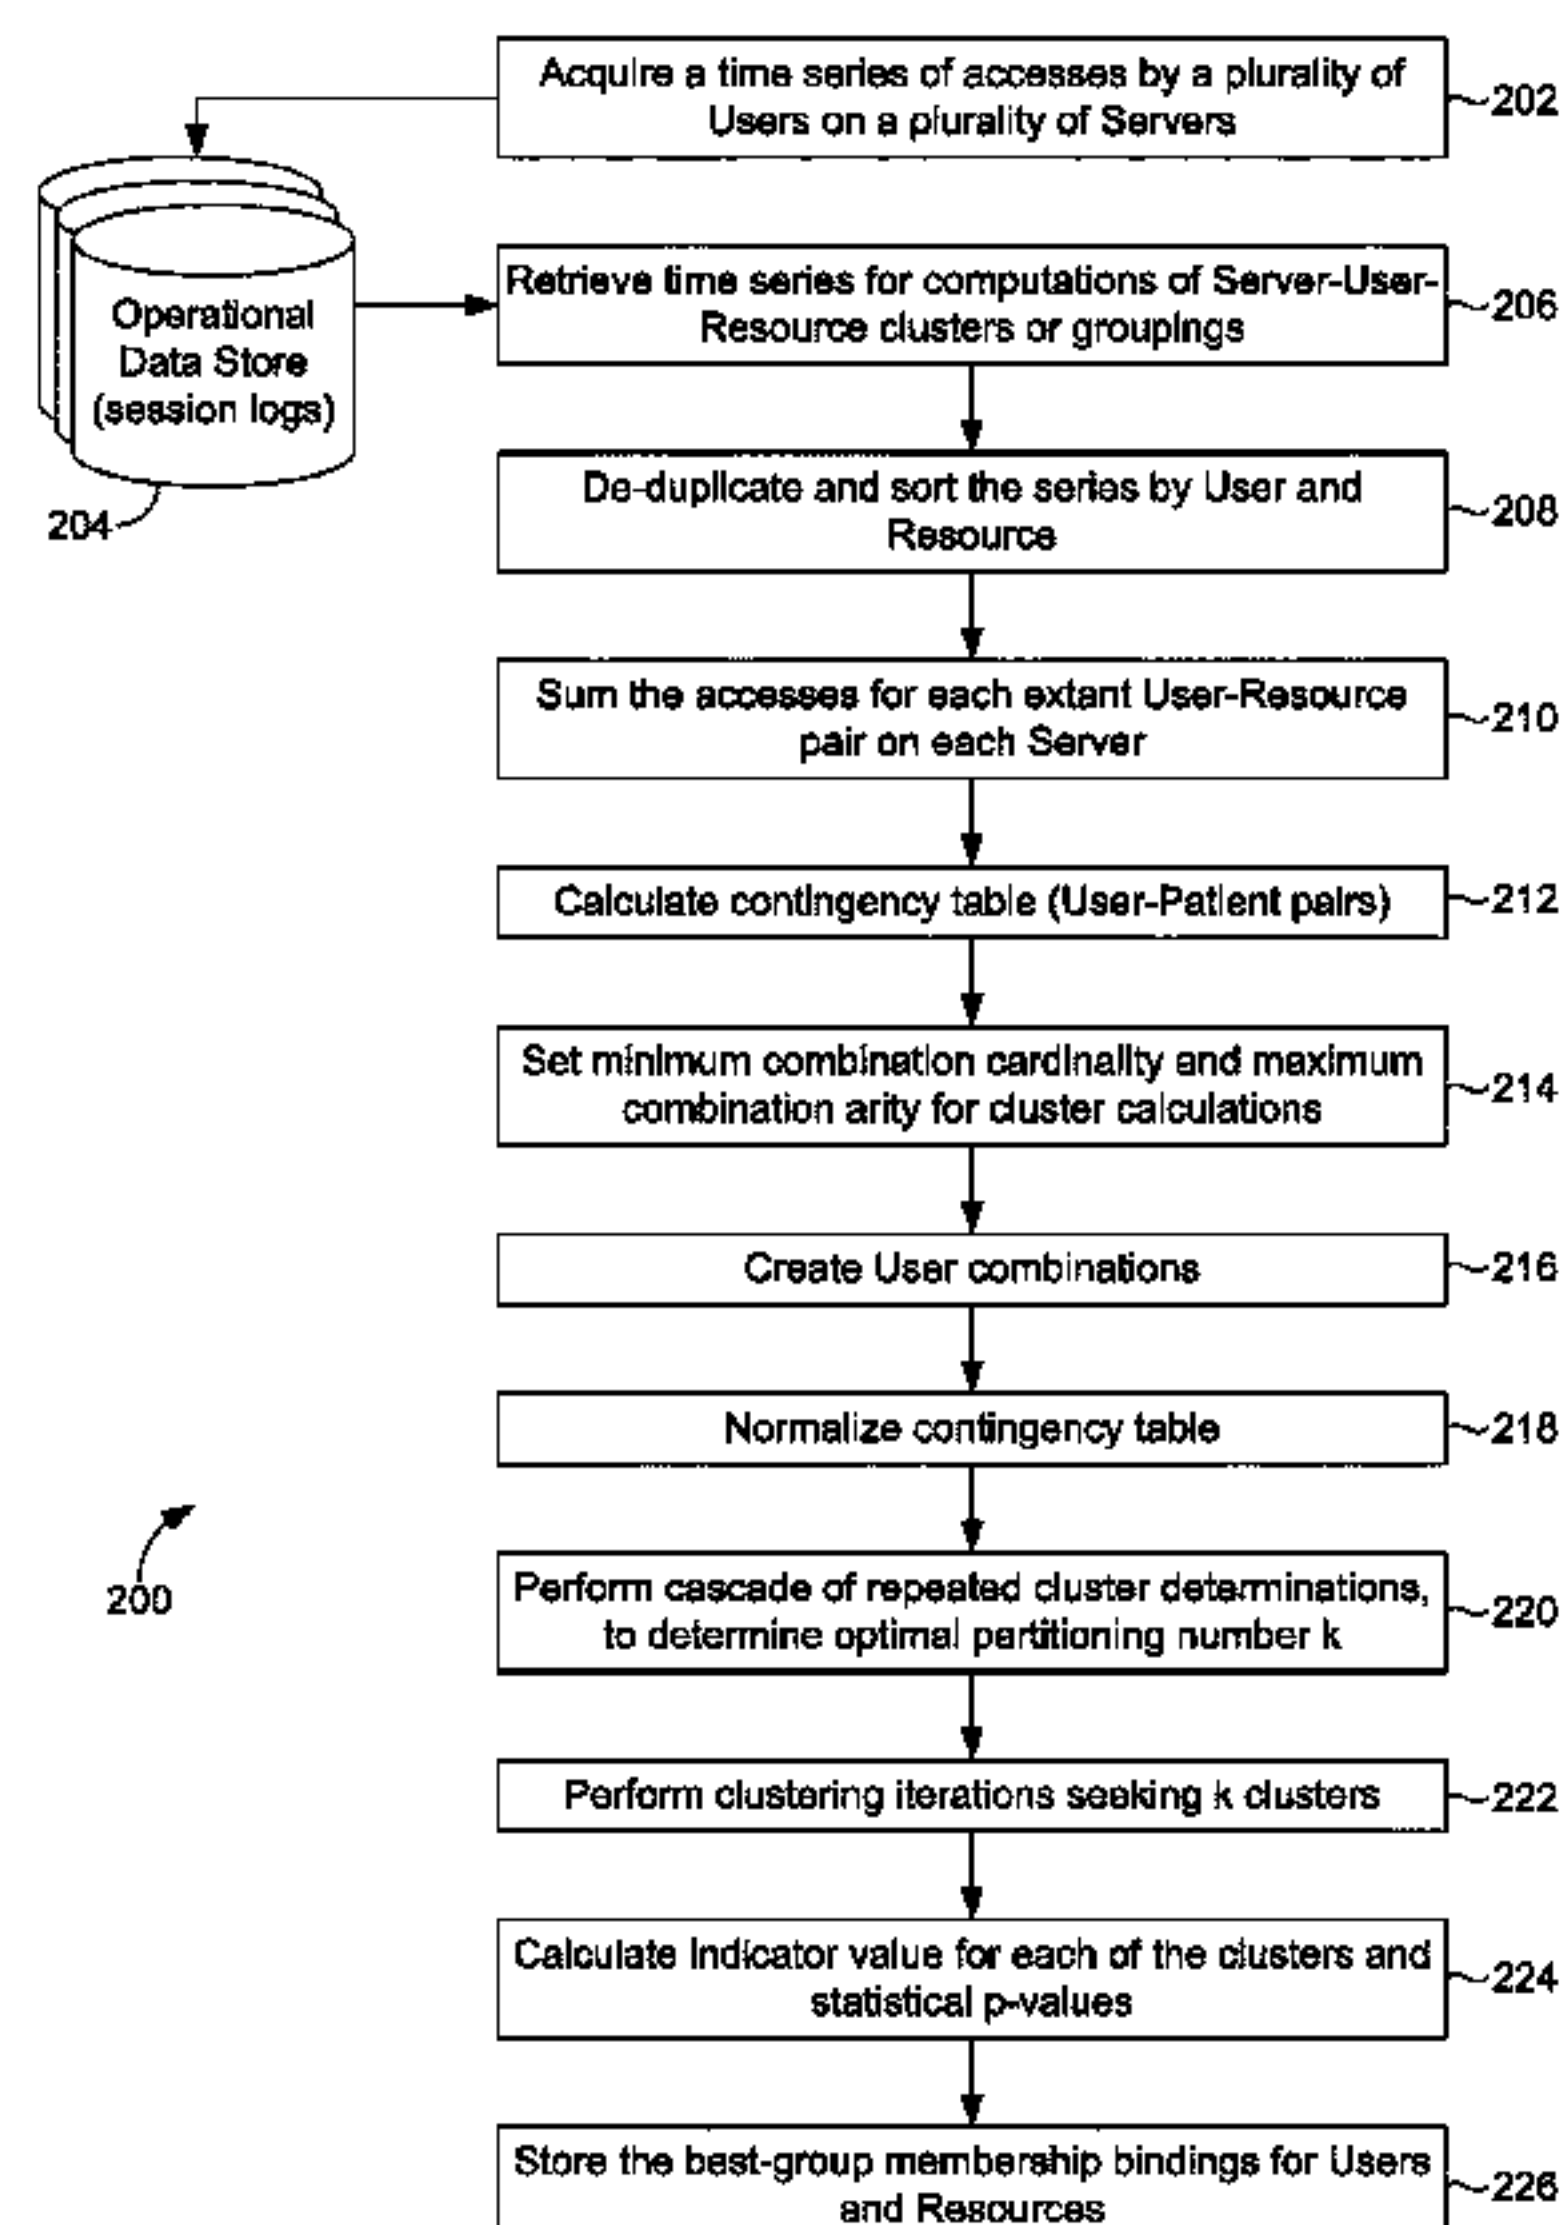 Acquire a time series of accesses by a plurality of
Users on a plurality of Servers
202
Operational
Data Store
(session logs)
204
Retrieve time series for computations of Server-User-
Resource clusters or groupings
206
De-duplicate and sort the series by User and
Resource
208
Sum the accesses for each extant User-Resource
pair on each Server
210
Calculate contingency table (User-Patient pairs)
212
Set minimum combination cardinality and maximum
combination arity for cluster calculations
214
Create User combinations
216
Normalize contingency table
218
200
Perform cascade of repeated cluster determinations,
to determine optimal partitioning number k
220
Perform clustering iterations seeking k clusters
222
Calculate indicator value for each of the clusters and
statistical p-values
224
Store the best-group membership bindings for Users
and Resources
226